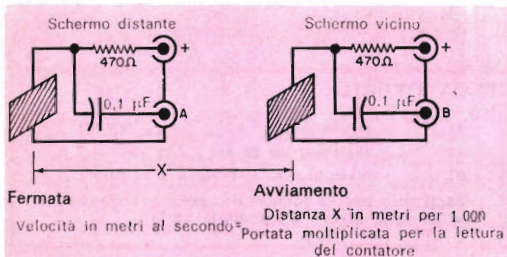 Schermo distante
Schermo vicino
470Ω
+
470Ω
+
0,1 µF
A
0,1 µF
B
X
Fermata
Avviamento
Velocità in metri al secondo=
Distanza X in metri per 1 000
Portata moltiplicata per la lettura
del contatore